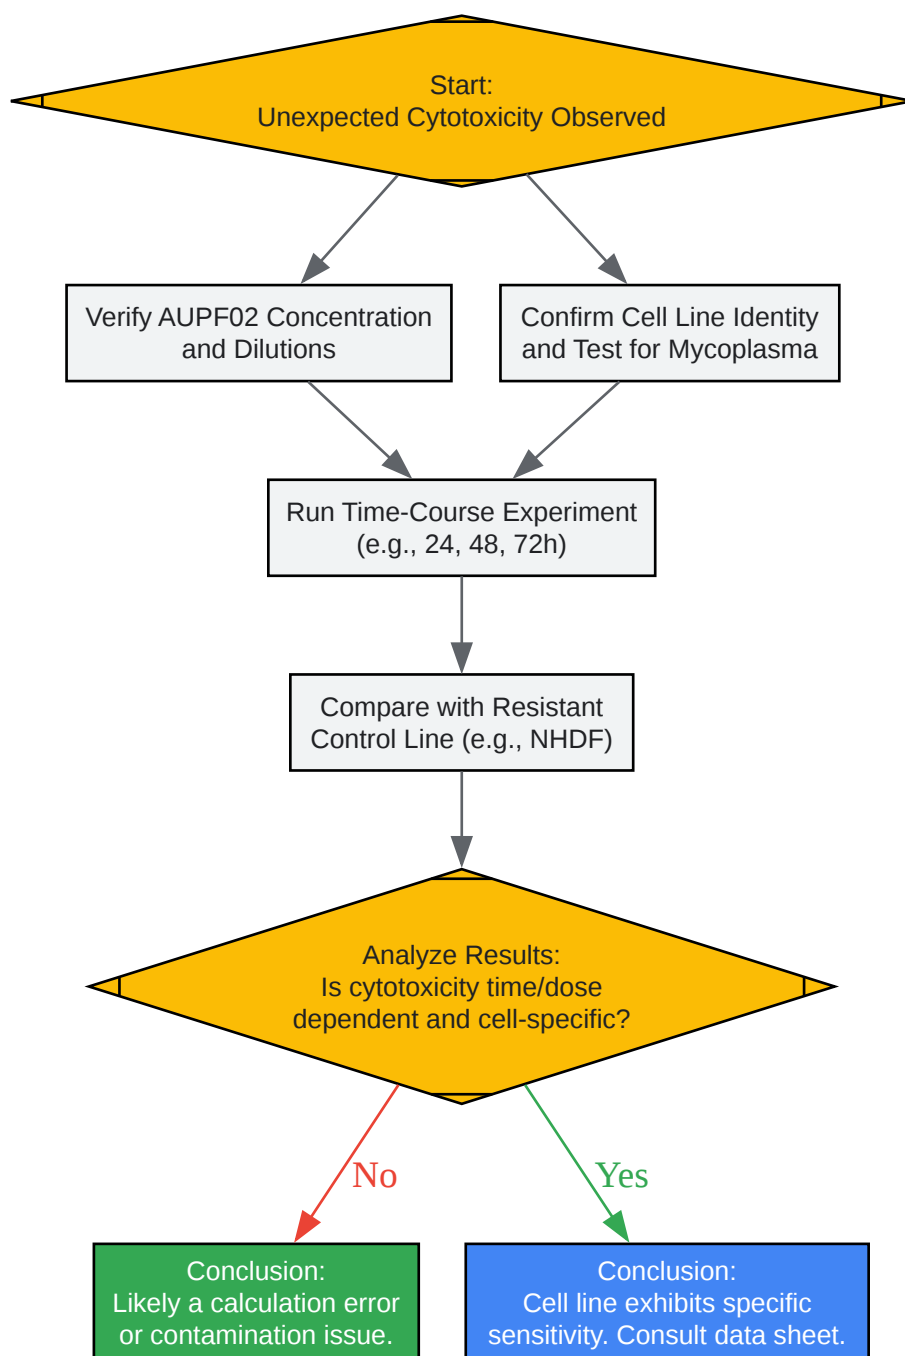 Start:
Unexpected Cytotoxicity Observed
Verify AUPF02 Concentration
and Dilutions
Confirm Cell Line Identity
and Test for Mycoplasma
Run Time-Course Experiment
(e.g., 24, 48, 72h)
Compare with Resistant
Control Line (e.g., NHDF)
Analyze Results:
Is cytotoxicity time/dose
dependent and cell-specific?
No
Yes
Conclusion:
Likely a calculation error
or contamination issue.
Conclusion:
Cell line exhibits specific
sensitivity. Consult data sheet.